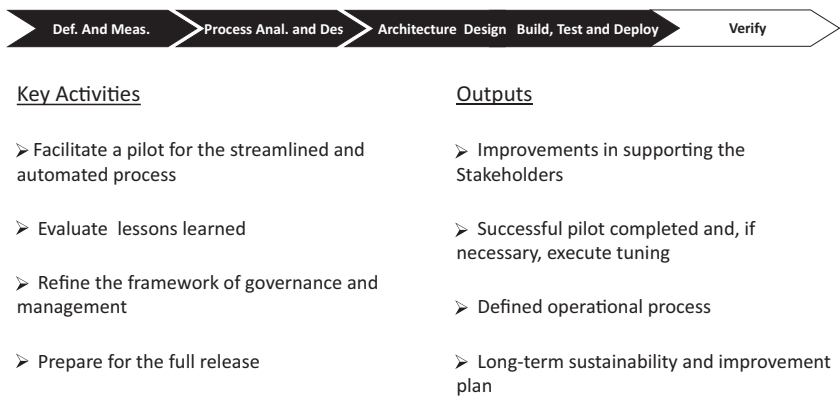 Def. And Meas. Process Anal. and Des Architecture Design Build, Test and Deploy Verify
Key Activities
➢ Facilitate a pilot for the streamlined and
automated process
➢ Evaluate lessons learned
➢ Refine the framework of governance and
management
➢ Prepare for the full release
Outputs
➢ Improvements in supporting the
Stakeholders
➢ Successful pilot completed and, if
necessary, execute tuning
➢ Defined operational process
➢ Long-term sustainability and improvement
plan